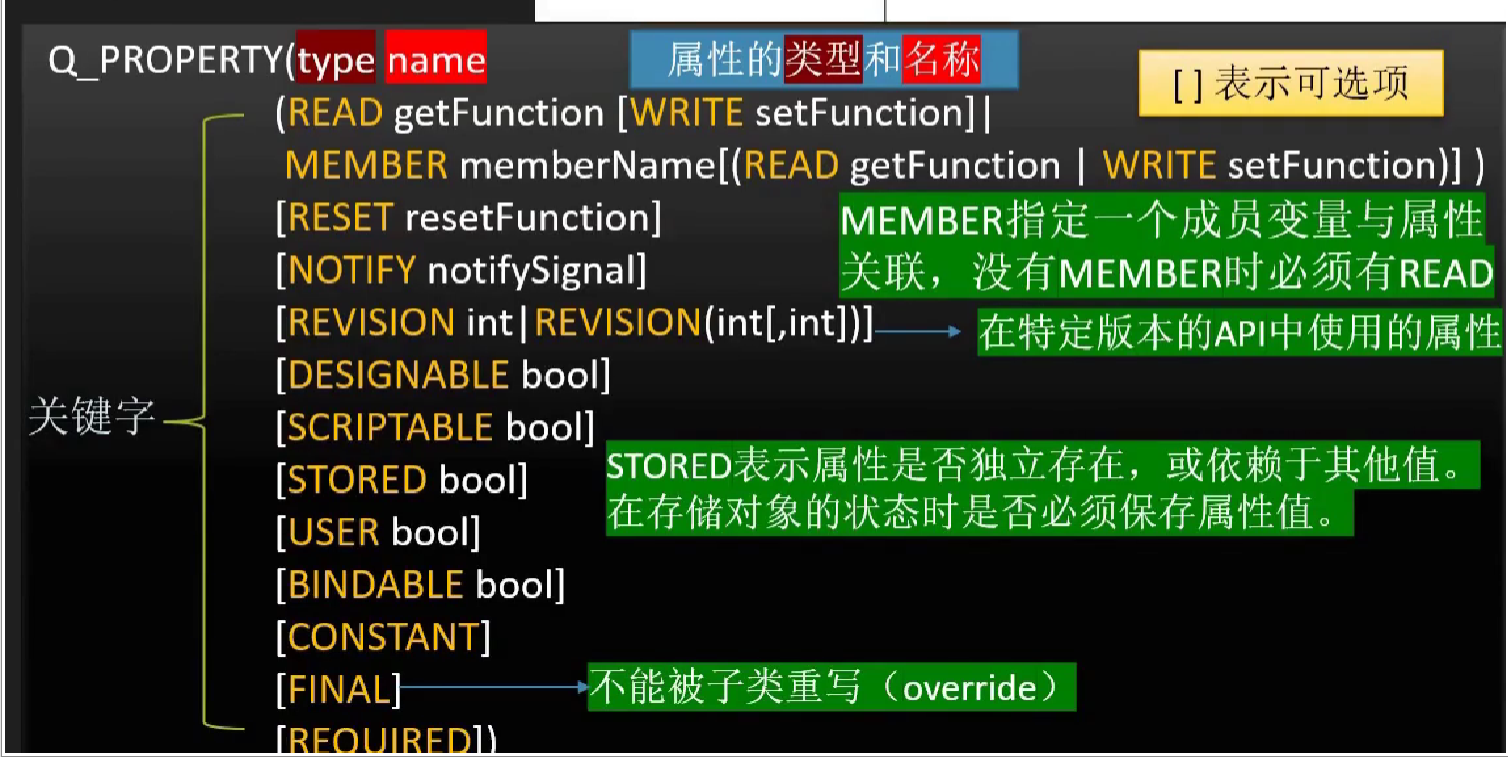 Q_PROPERTY(type name
属性的类型和名称
[ ] 表示可选项
(READ getFunction [WRITE setFunction]|
MEMBER memberName[(READ getFunction | WRITE setFunction)] )
[RESET resetFunction]
MEMBER指定一个成员变量与属性
关联，没有MEMBER时必须有READ
[NOTIFY notifySignal]
[REVISION int|REVISION(int[,int])]
在特定版本的API中使用的属性
[DESIGNABLE bool]
关键字
[SCRIPTABLE bool]
[STORED bool]
STORED表示属性是否独立存在，或依赖于其他值。
在存储对象的状态时是否必须保存属性值。
[USER bool]
[BINDABLE bool]
[CONSTANT]
[FINAL]
不能被子类重写（override）
[REQUIRED])